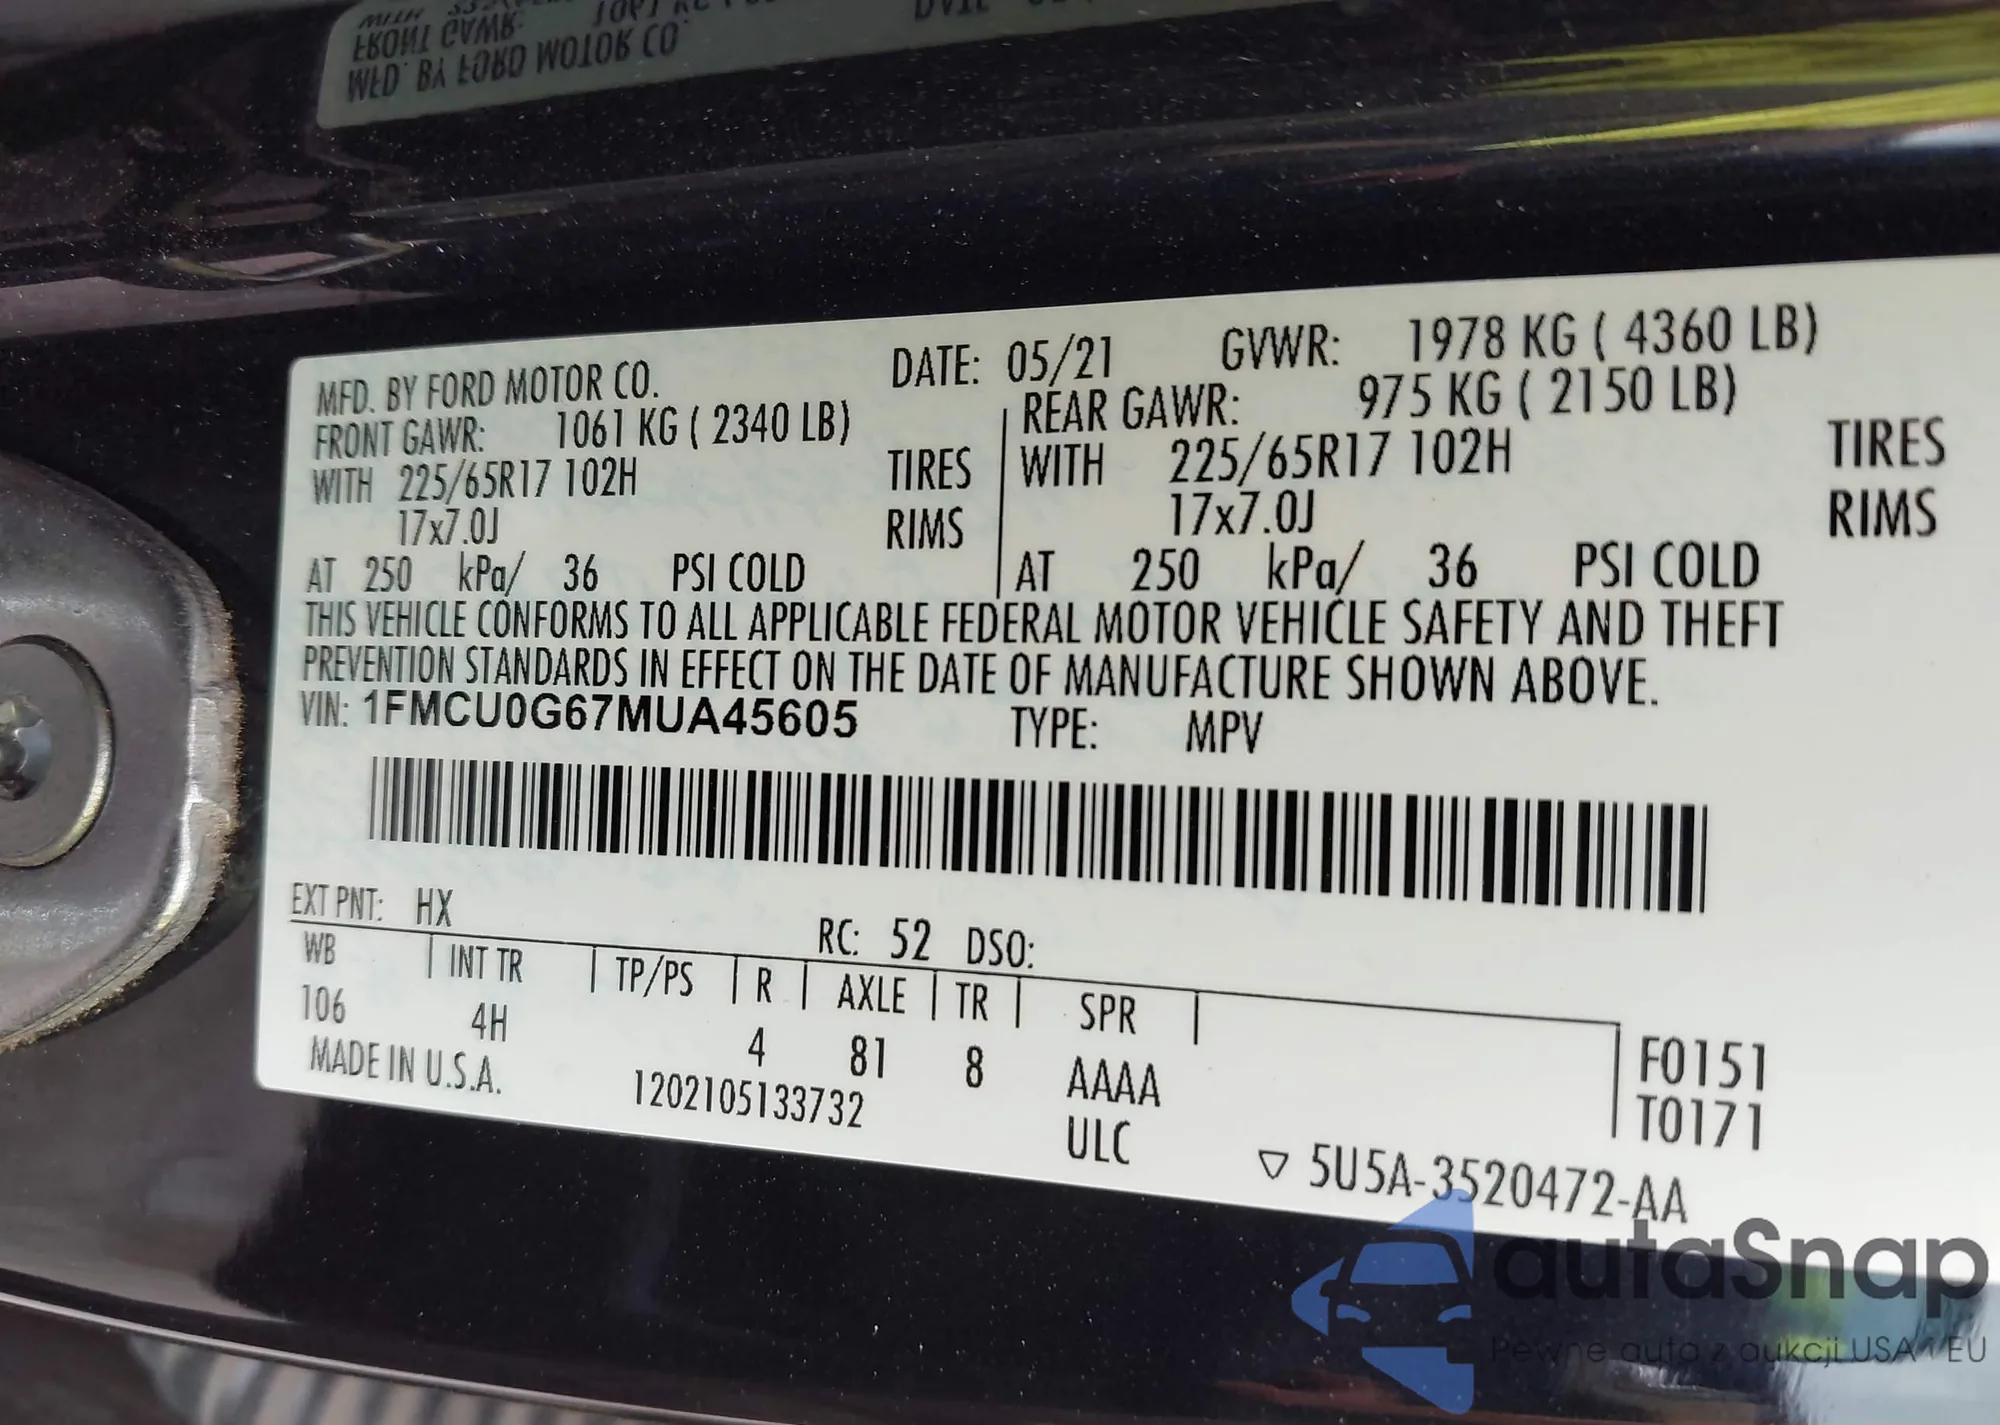 MFD. BY FORD MOTOR CO.
FRONT GAWR:
MFD. BY FORD MOTOR CO. DATE: 05/21 GVWR: 1978 KG ( 4360 LB)
FRONT GAWR: 1061 KG ( 2340 LB) REAR GAWR: 975 KG ( 2150 LB)
WITH 225/65R17 102H TIRES WITH 225/65R17 102H TIRES
17x7.0J RIMS 17x7.0J RIMS
AT 250 kPa/ 36 PSI COLD AT 250 kPa/ 36 PSI COLD
THIS VEHICLE CONFORMS TO ALL APPLICABLE FEDERAL MOTOR VEHICLE SAFETY AND THEFT
PREVENTION STANDARDS IN EFFECT ON THE DATE OF MANUFACTURE SHOWN ABOVE.
VIN: 1FMCU0G67MUA45605 TYPE: MPV
EXT PNT: HX RC: 52 DSO:
WB INT TR TP/PS R AXLE TR SPR
106 4H 4 81 8 AAAA F0151
MADE IN U.S.A. 1202105133732 ULC T0171
▽ 5U5A-3520472-AA
autaSnap
Pewne auta z aukcji USA i EU